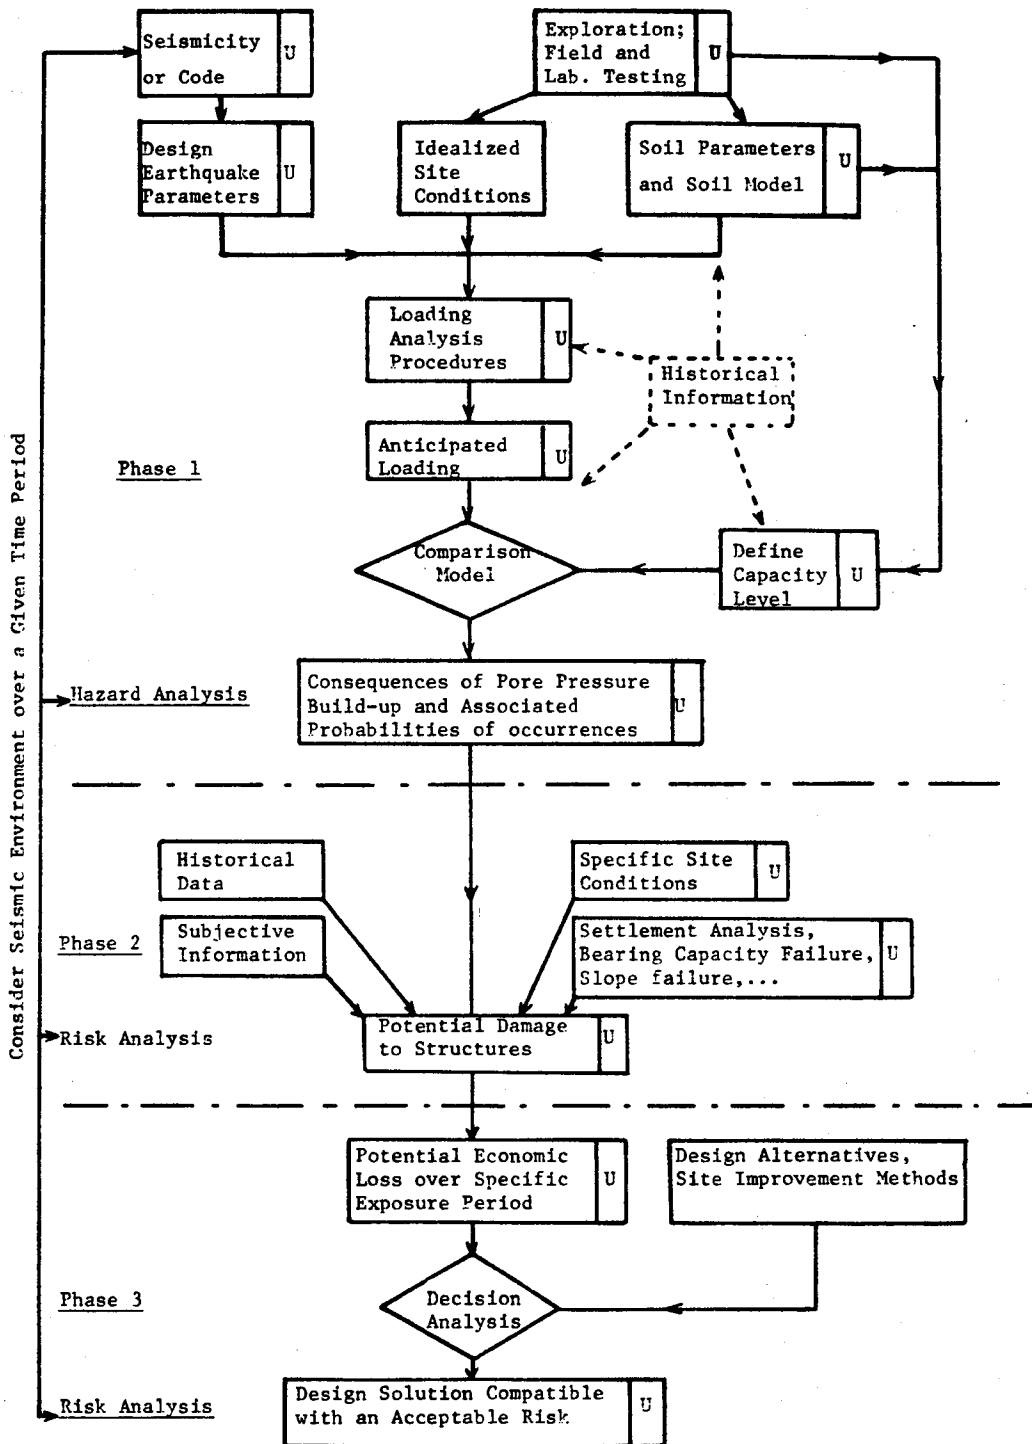 Seismicity
or Code
U
Exploration;
Field and
Lab. Testing
U
Design
Earthquake
Parameters
U
Idealized
Site
Conditions
Soil Parameters
and Soil Model
U
Loading
Analysis
Procedures
U
Historical
Information
Anticipated
Loading
U
Phase 1
Comparison
Model
Define
Capacity
Level
U
Consider Seismic Environment over a Given Time Period
Hazard Analysis
Consequences of Pore Pressure
Build-up and Associated
Probabilities of occurrences
U
Historical
Data
Specific Site
Conditions
U
Phase 2
Subjective
Information
Settlement Analysis,
Bearing Capacity Failure,
Slope failure,...
U
Risk Analysis
Potential Damage
to Structures
U
Potential Economic
Loss over Specific
Exposure Period
U
Design Alternatives,
Site Improvement Methods
Phase 3
Decision
Analysis
Risk Analysis
Design Solution Compatible
with an Acceptable Risk
U